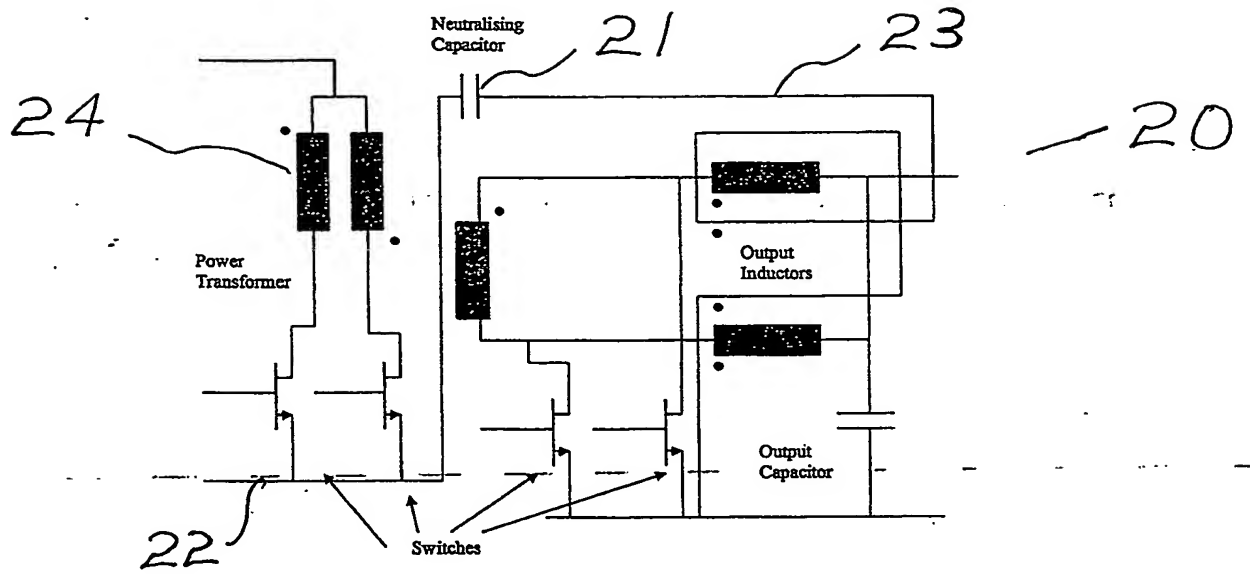 Neutralising
Capacitor
21
23
24
20
Power
Transformer
Output
Inductors
Output
Capacitor
22
Switches